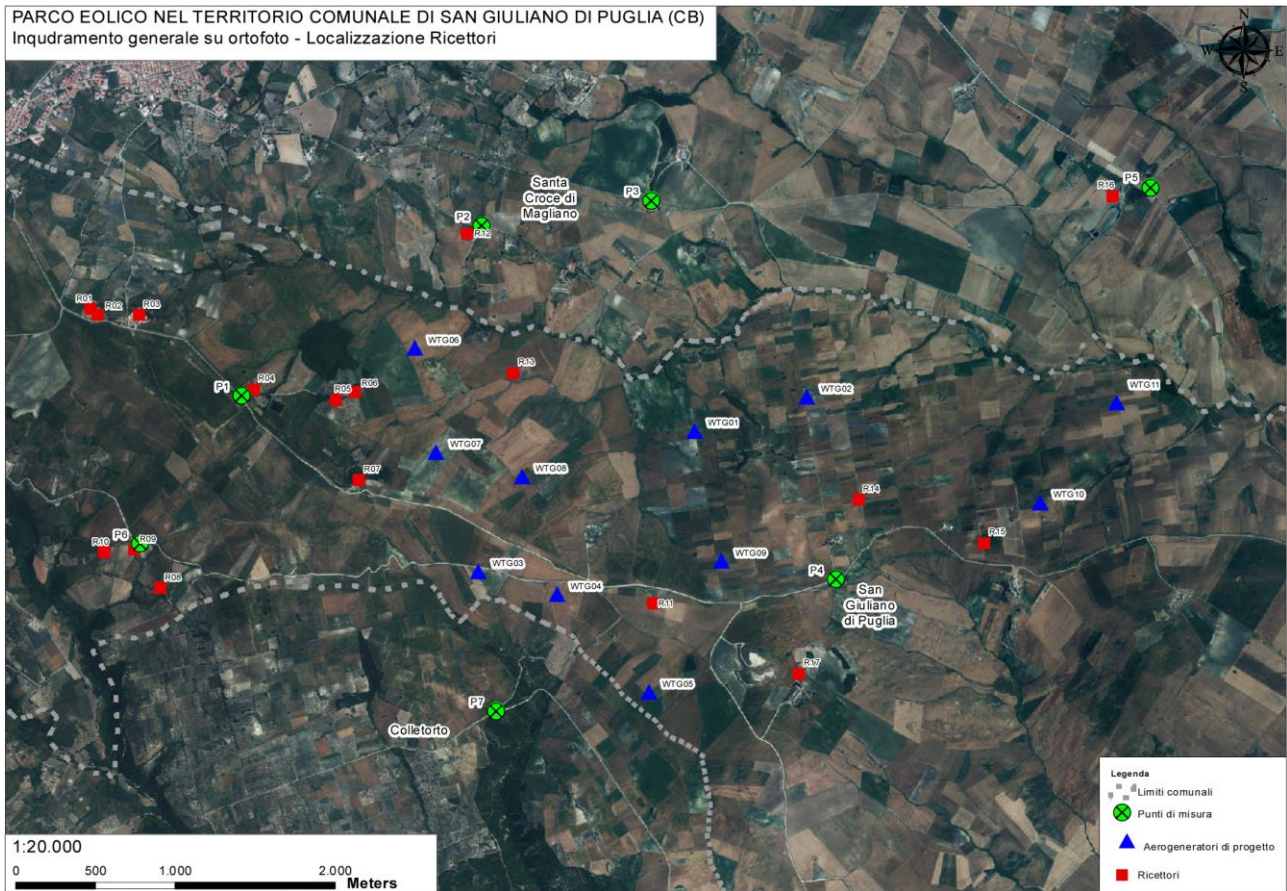 PARCO EOLICO NEL TERRITORIO COMUNALE DI SAN GIULIANO DI PUGLIA (CB)
Inqudramento generale su ortofoto - Localizzazione Ricettori
N
W
E
S
Santa
Croce di
Magliano
P3
P5
R16
P2
R12
R01
R02
R03
WTG06
R13
P1
R04
R05
R06
WTG02
WTG11
WTG01
WTG07
WTG08
R07
R14
WTG10
P6
R09
R10
R08
R15
WTG09
WTG03
WTG04
P4
San
Giuliano
di Puglia
R11
R17
WTG05
P7
Colletorto
Legenda
Limiti comunali
Punti di misura
Aerogeneratori di progetto
Ricettori
1:20.000
0 500 1.000 2.000
Meters